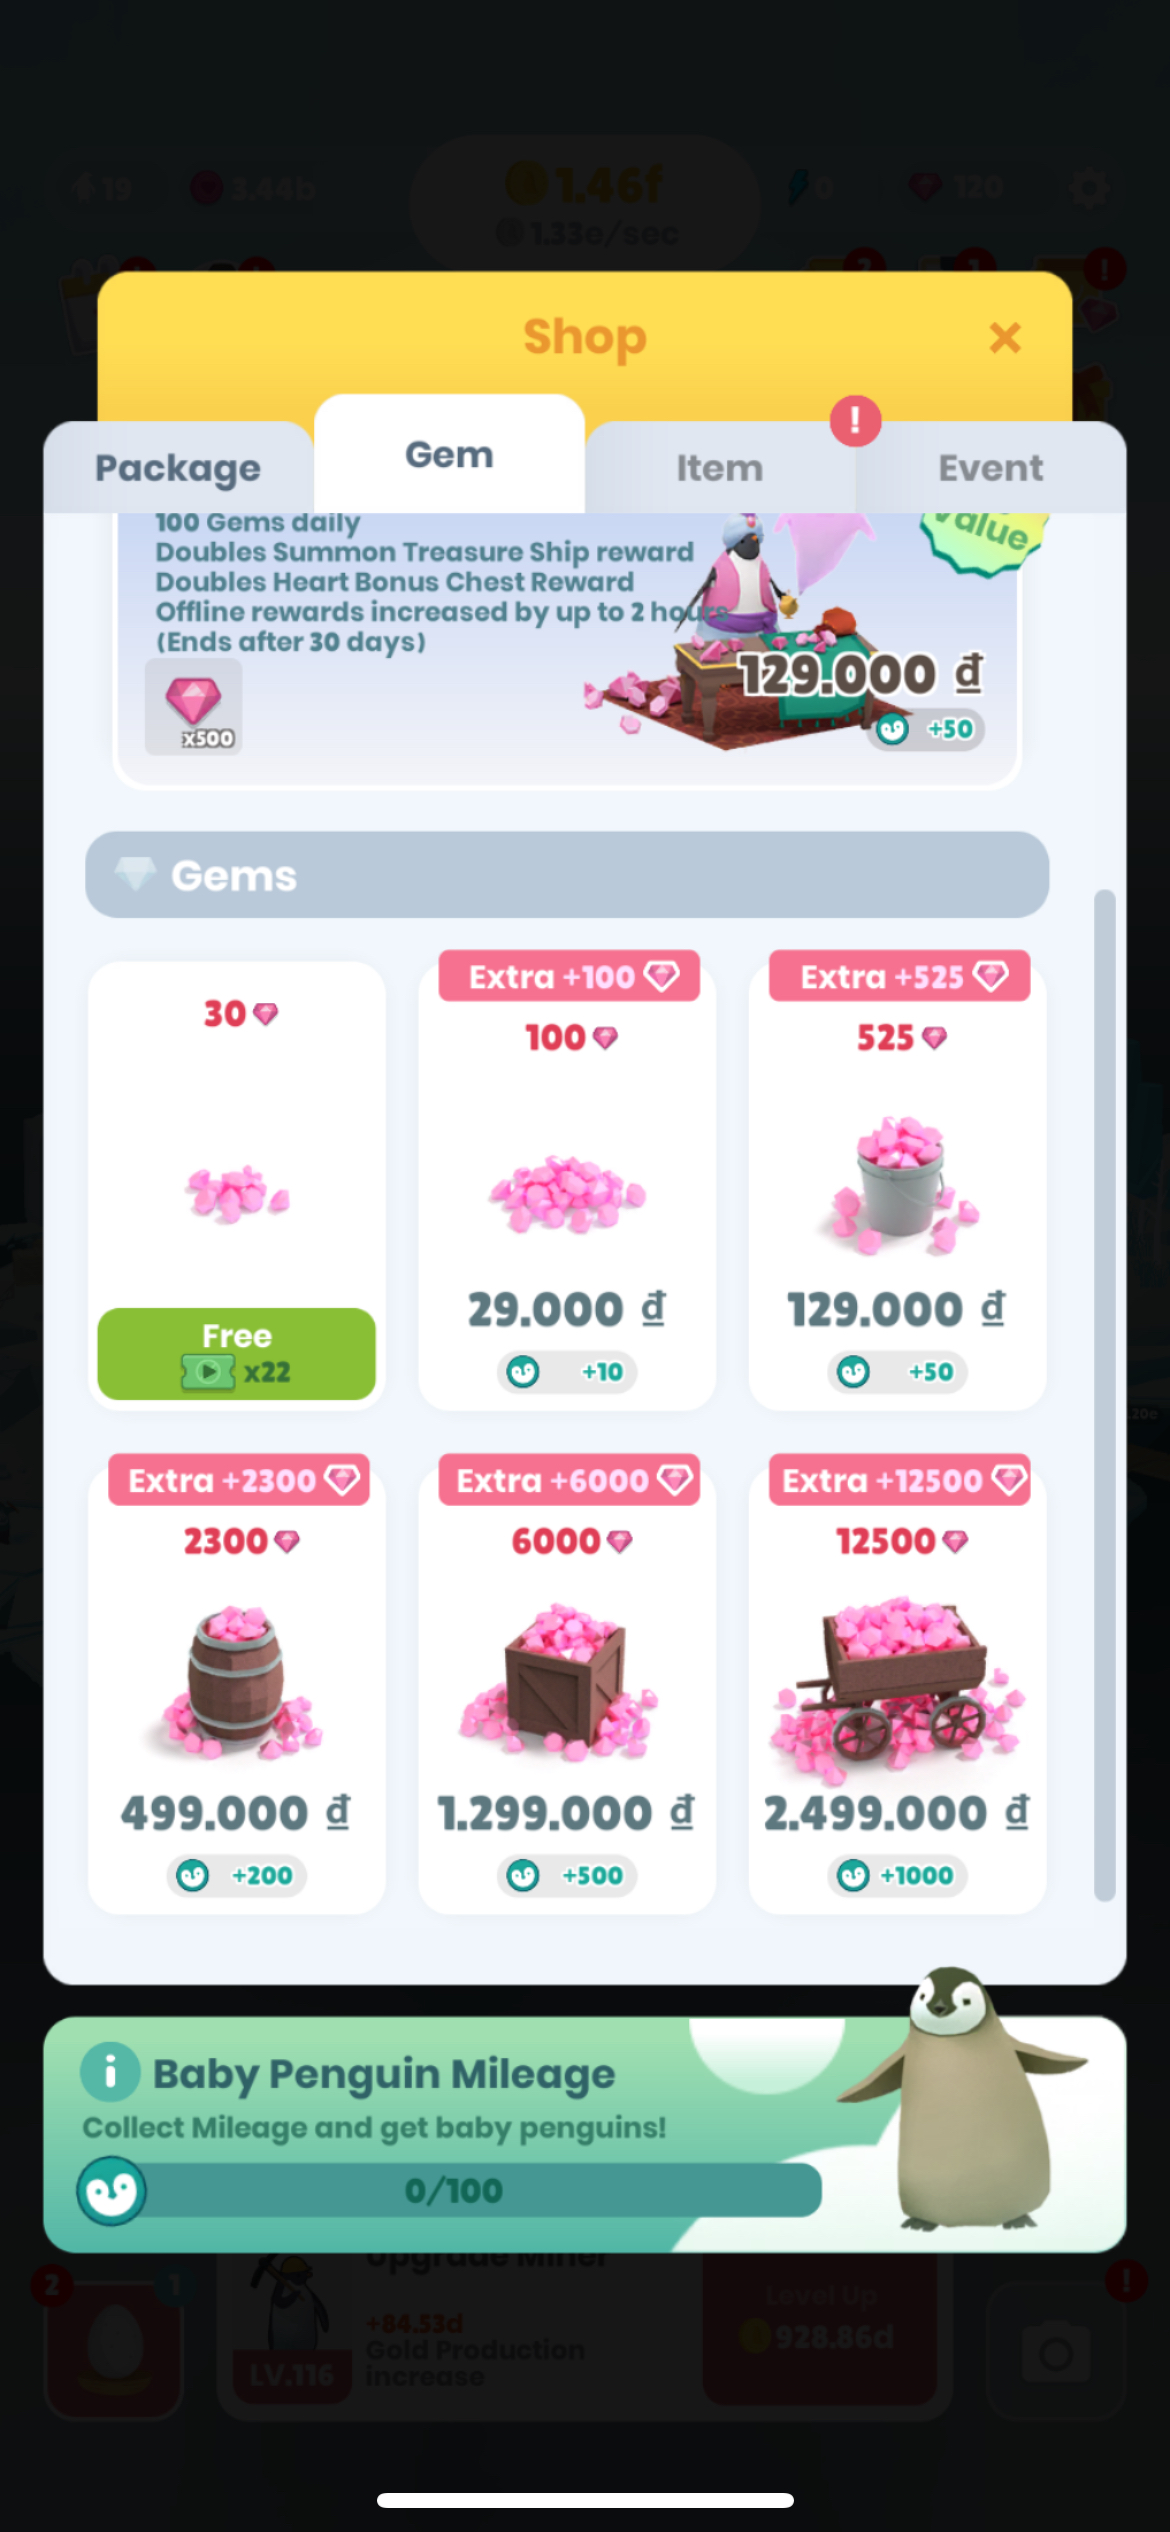 19
3.44b
1.46f
1.33e/sec
0
120
2
1
!
Shop
Package
Gem
Item
!
Event
100 Gems daily
Doubles Summon Treasure Ship reward
Doubles Heart Bonus Chest Reward
Offline rewards increased by up to 2 hours
(Ends after 30 days)
Value
x500
129.000 ₫
+50
Gems
30
Free
x22
Extra +100
100
29.000 ₫
+10
Extra +525
525
129.000 ₫
+50
Extra +2300
2300
499.000 ₫
+200
Extra +6000
6000
1.299.000 ₫
+500
Extra +12500
12500
2.499.000 ₫
+1000
i Baby Penguin Mileage
Collect Mileage and get baby penguins!
0/100
2
1
Upgrade Miner
+84.53d
Gold Production
increase
LV.116
Level Up
928.86d
!